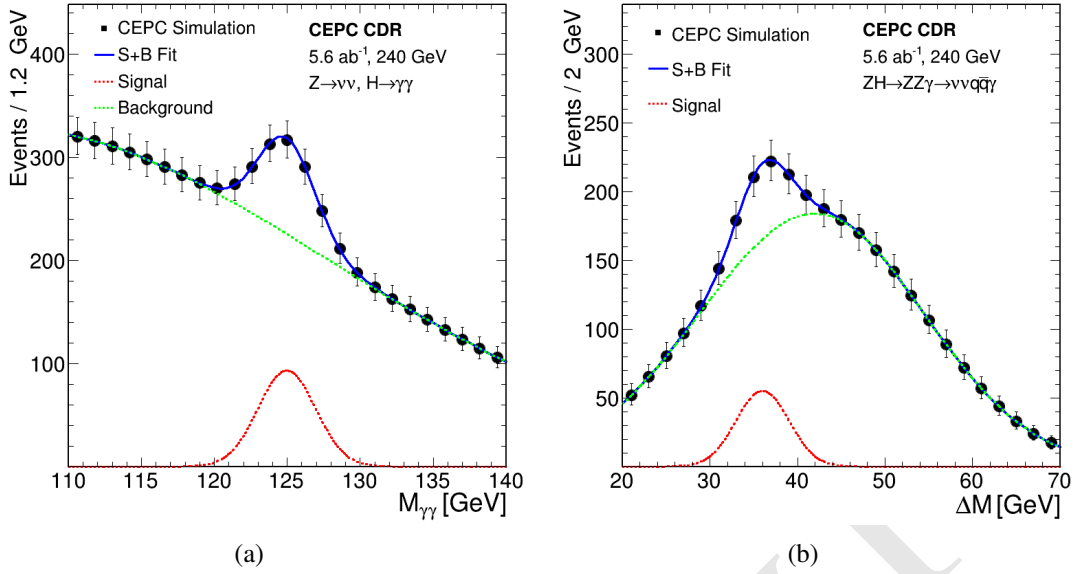 Events / 1.2 GeV
400
300
200
100
CEPC Simulation
S+B Fit
Signal
Background
CEPC CDR
5.6 ab⁻¹, 240 GeV
Z→νν, H→γγ
110 115 120 125 130 135 140
Mγγ [GeV]
(a)
Events / 2 GeV
300
250
200
150
100
50
CEPC Simulation
S+B Fit
Signal
CEPC CDR
5.6 ab⁻¹, 240 GeV
ZH→ZZγ→ννqq̅γ
20 30 40 50 60 70
ΔM [GeV]
(b)